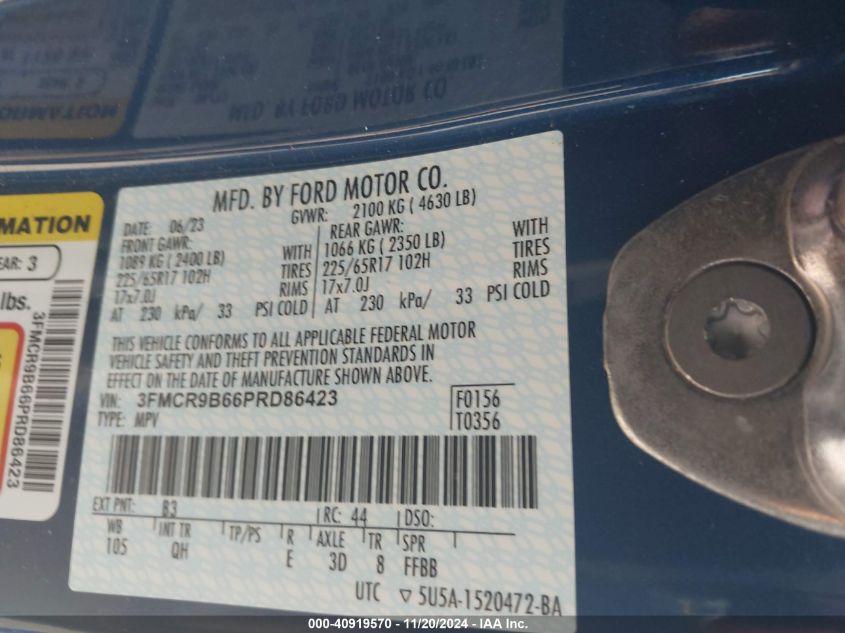 MFD. BY FORD MOTOR CO.
RMATION
EAR: 3
lbs.
3FMCR9B66PRD86423
MFD. BY FORD MOTOR CO.
DATE: 06/23 GVWR: 2100 KG ( 4630 LB)
FRONT GAWR: REAR GAWR:
1089 KG ( 2400 LB) WITH 1066 KG ( 2350 LB) WITH
225/65R17 102H TIRES 225/65R17 102H TIRES
17x7.0J RIMS 17x7.0J RIMS
AT 230 kPa/ 33 PSI COLD AT 230 kPa/ 33 PSI COLD
THIS VEHICLE CONFORMS TO ALL APPLICABLE FEDERAL MOTOR
VEHICLE SAFETY AND THEFT PREVENTION STANDARDS IN
EFFECT ON THE DATE OF MANUFACTURE SHOWN ABOVE.
VIN: 3FMCR9B66PRD86423 F0156
TYPE: MPV T0356
EXT PNT: B3 RC: 44 DSO:
WB INT TR TP/PS R AXLE TR SPR
105 QH E 3D 8 FFBB
UTC 5U5A-1520472-BA
000-40919570 - 11/20/2024 - IAA Inc.